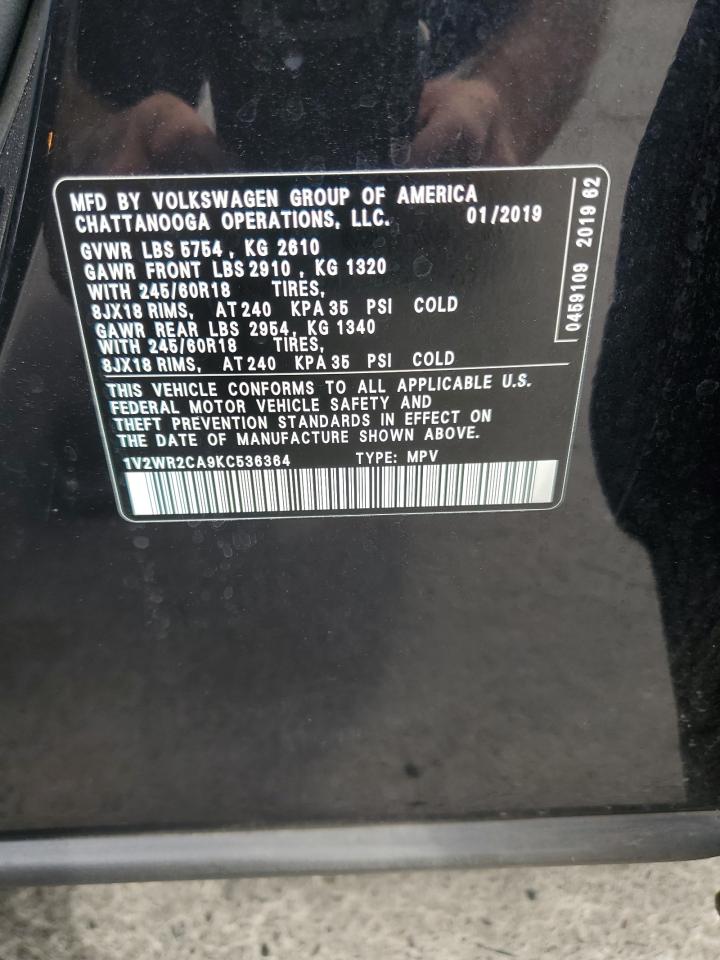 MFD BY VOLKSWAGEN GROUP OF AMERICA
CHATTANOOGA OPERATIONS, LLC. 01/2019
GVWR LBS 5754, KG 2610
GAWR FRONT LBS 2910, KG 1320
WITH 245/60R18 TIRES,
8JX18 RIMS, AT 240 KPA 35 PSI COLD
GAWR REAR LBS 2954, KG 1340
WITH 245/60R18 TIRES,
8JX18 RIMS, AT 240 KPA 35 PSI COLD
THIS VEHICLE CONFORMS TO ALL APPLICABLE U.S.
FEDERAL MOTOR VEHICLE SAFETY AND
THEFT PREVENTION STANDARDS IN EFFECT ON
THE DATE OF MANUFACTURE SHOWN ABOVE.
1V2WR2CA9KC536364 TYPE: MPV
0459109 2019 62